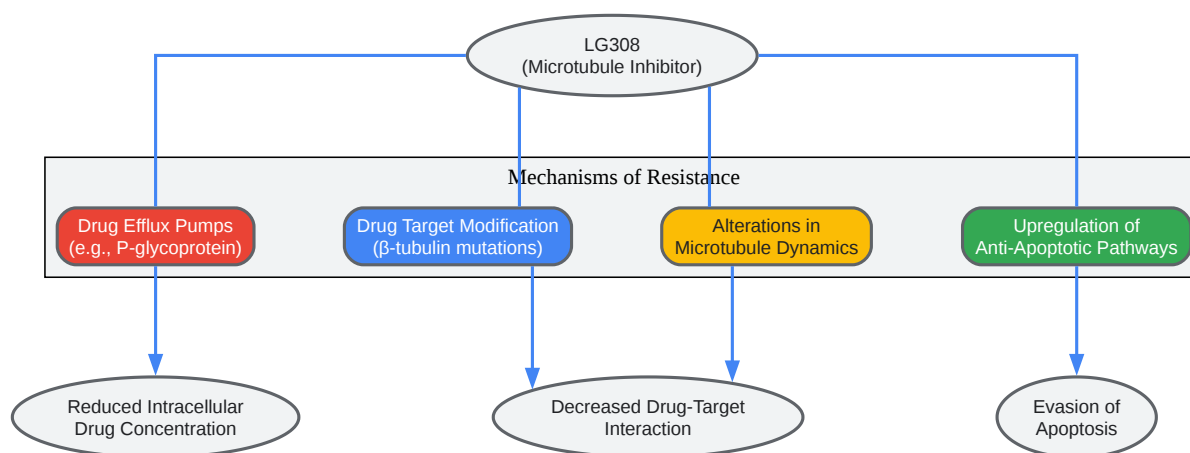 LG308
(Microtubule Inhibitor)
Mechanisms of Resistance
Drug Efflux Pumps
(e.g., P-glycoprotein)
Drug Target Modification
(β-tubulin mutations)
Alterations in
Microtubule Dynamics
Upregulation of
Anti-Apoptotic Pathways
Reduced Intracellular
Drug Concentration
Decreased Drug-Target
Interaction
Evasion of
Apoptosis